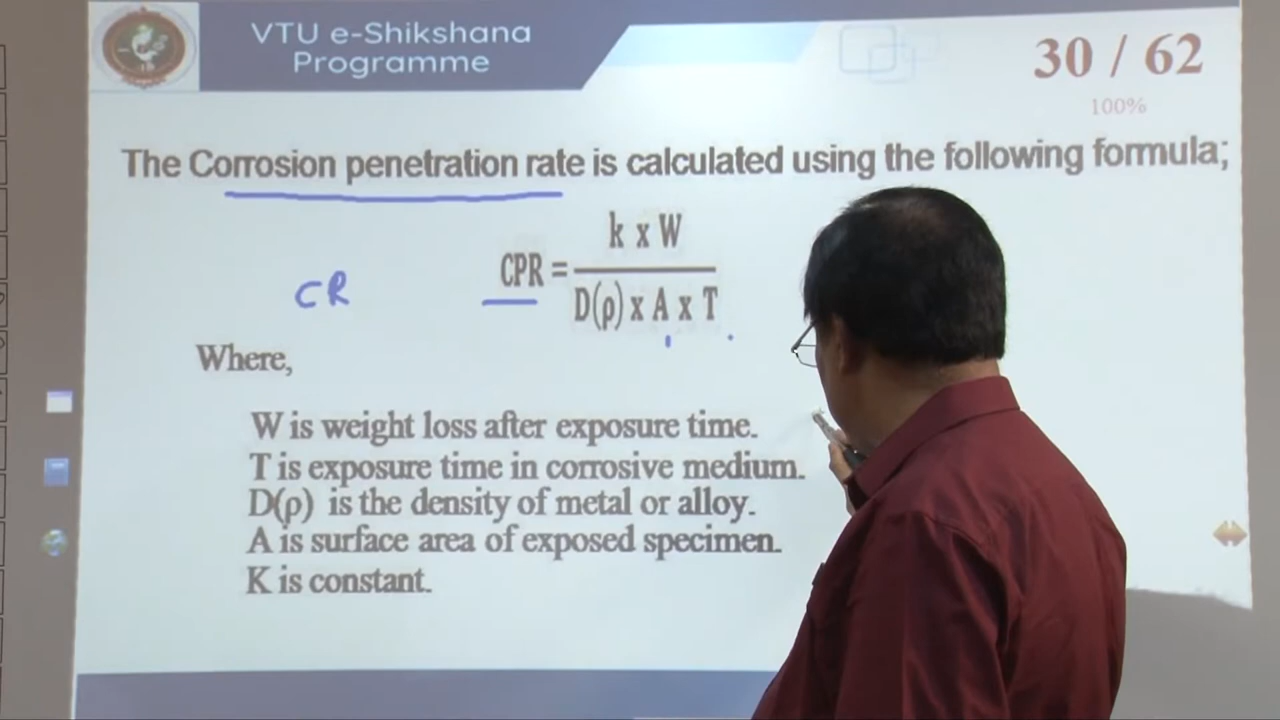 VTU e-Shikshana
Programme
30 / 62
100%
The Corrosion penetration rate is calculated using the following formula;
CR
CPR = k x W / D(ρ) x A x T
Where,
W is weight loss after exposure time.
T is exposure time in corrosive medium.
D(ρ) is the density of metal or alloy.
A is surface area of exposed specimen.
K is constant.